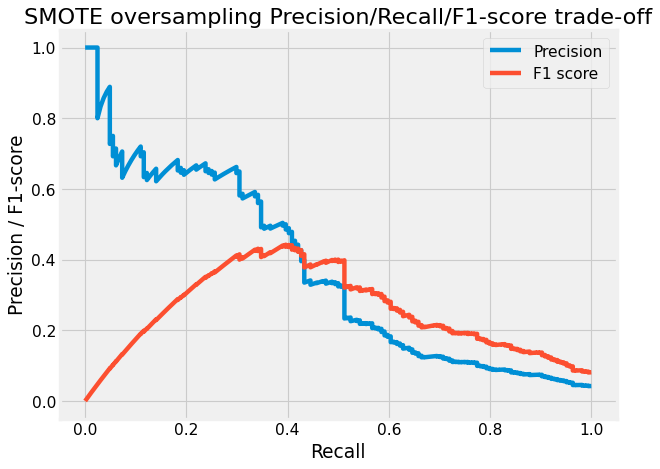 SMOTE oversampling Precision/Recall/F1-score trade-off
Precision
F1 score
Precision / F1-score
1.0
0.8
0.6
0.4
0.2
0.0
0.0 0.2 0.4 0.6 0.8 1.0
Recall